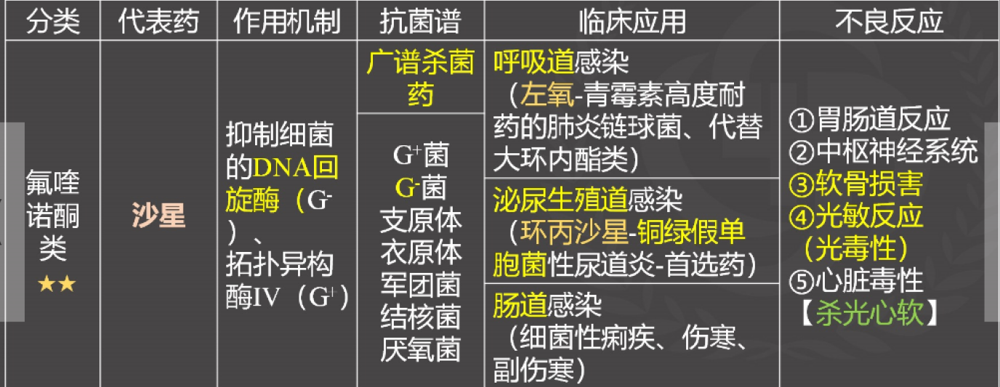 分类
代表药
作用机制
抗菌谱
临床应用
不良反应
氟喹
诺酮
类
★★
沙星
抑制细菌
的DNA回
旋酶（G-
）、
拓扑异构
酶IV（G+）
广谱杀菌
药
G+菌
G-菌
支原体
衣原体
军团菌
结核菌
厌氧菌
呼吸道感染
（左氧-青霉素高度耐
药的肺炎链球菌、代替
大环内酯类）
泌尿生殖道感染
（环丙沙星-铜绿假单
胞菌性尿道炎-首选药）
肠道感染
（细菌性痢疾、伤寒、
副伤寒）
①胃肠道反应
②中枢神经系统
③软骨损害
④光敏反应
（光毒性）
⑤心脏毒性
【杀光心软】